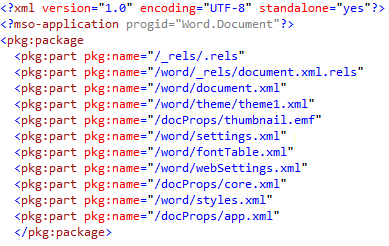 <?xml version="1.0" encoding="UTF-8" standalone="yes"?>
<?mso-application progid="Word.Document"?>
<pkg:package
<pkg:part pkg:name="/_rels/.rels"
<pkg:part pkg:name="/word/_rels/document.xml.rels"
<pkg:part pkg:name="/word/document.xml"
<pkg:part pkg:name="/word/theme/theme1.xml"
<pkg:part pkg:name="/docProps/thumbnail.emf"
<pkg:part pkg:name="/word/settings.xml"
<pkg:part pkg:name="/word/fontTable.xml"
<pkg:part pkg:name="/word/webSettings.xml"
<pkg:part pkg:name="/docProps/core.xml"
<pkg:part pkg:name="/word/styles.xml"
<pkg:part pkg:name="/docProps/app.xml"
</pkg:package>